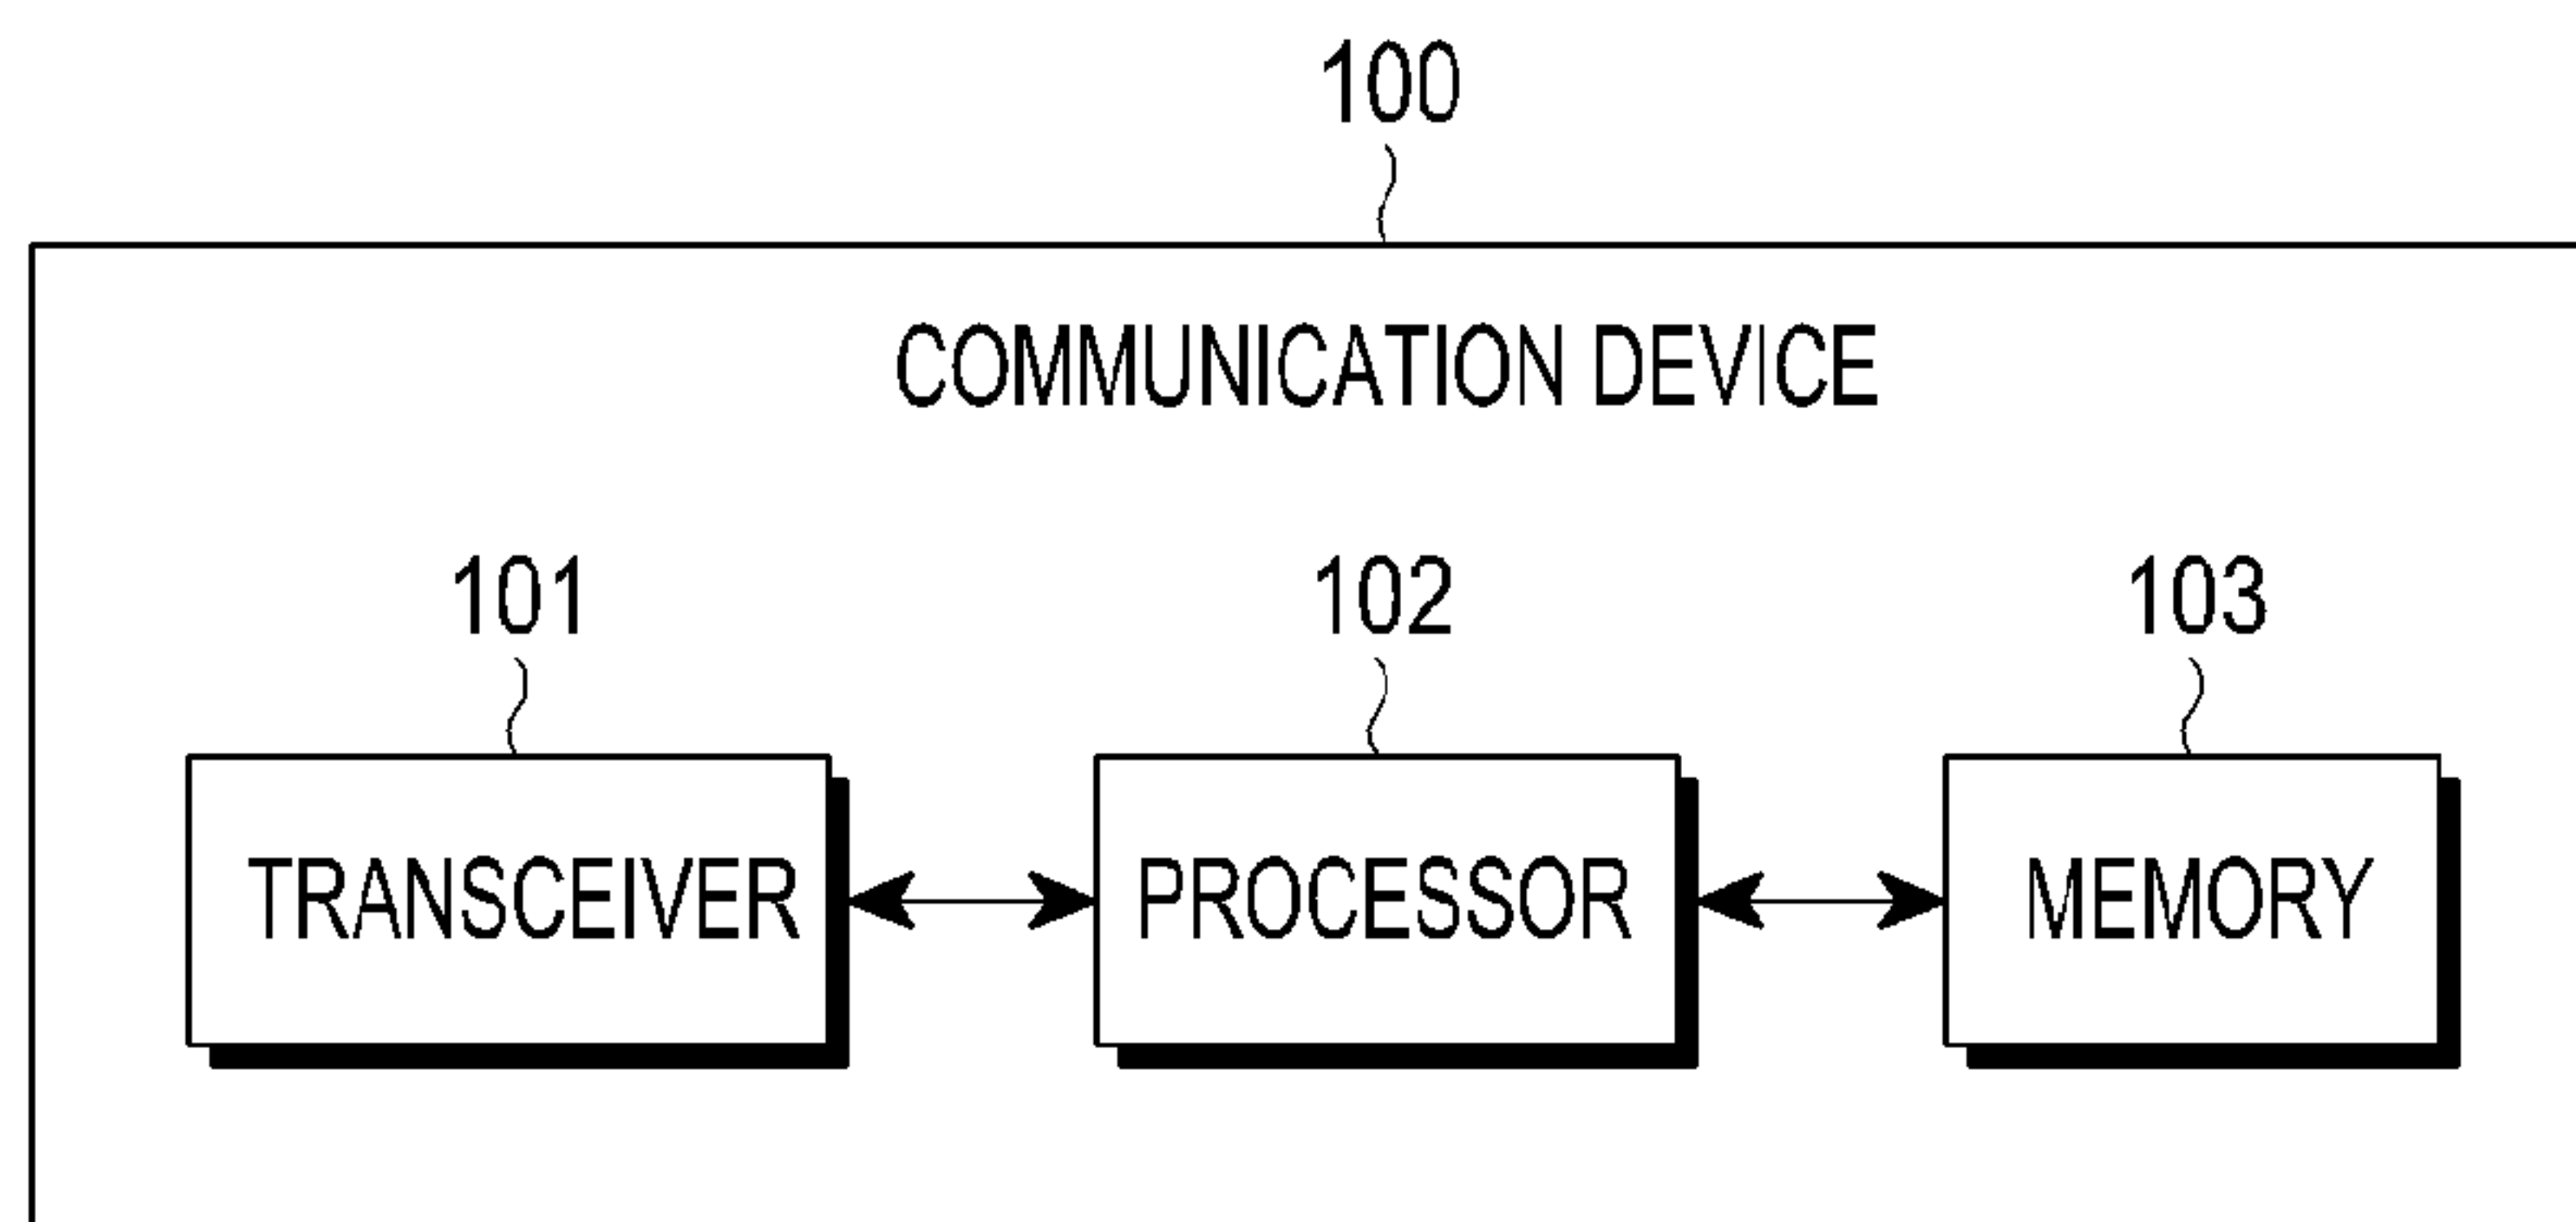 100
COMMUNICATION DEVICE
101 102 103
TRANSCEIVER PROCESSOR MEMORY